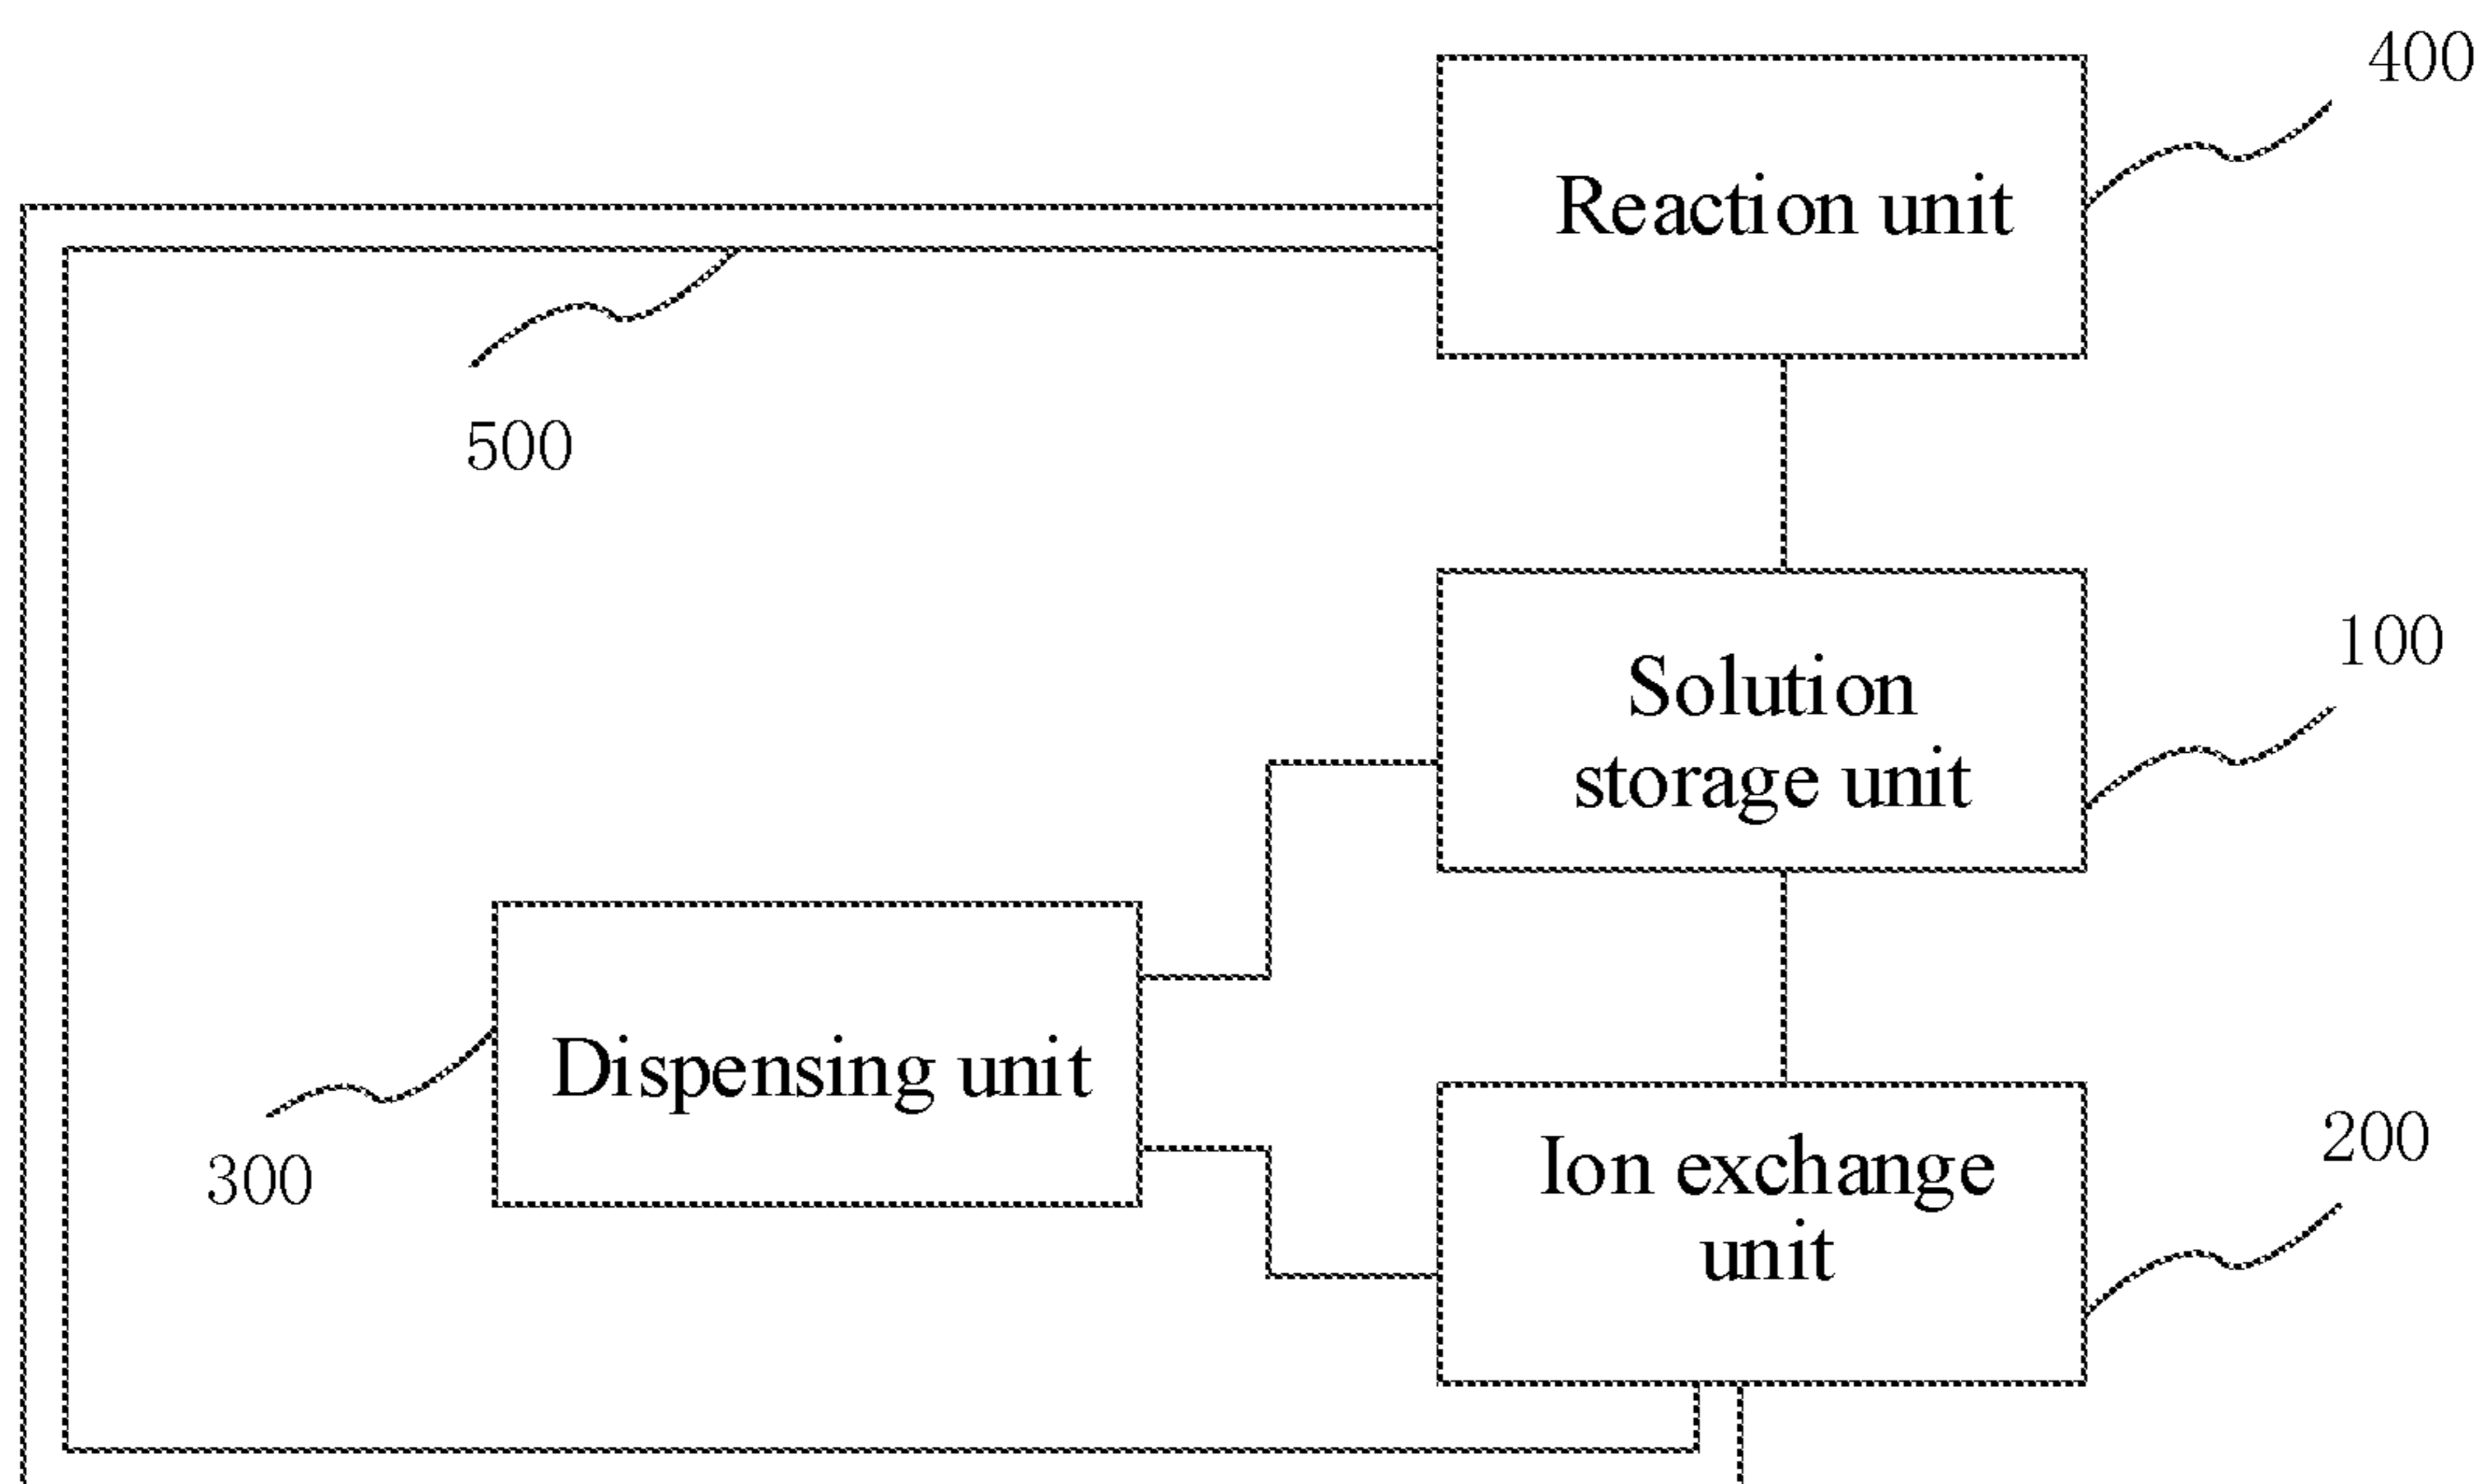 400
Reaction unit
500
100
Solution
storage unit
Dispensing unit
300
200
Ion exchange
unit